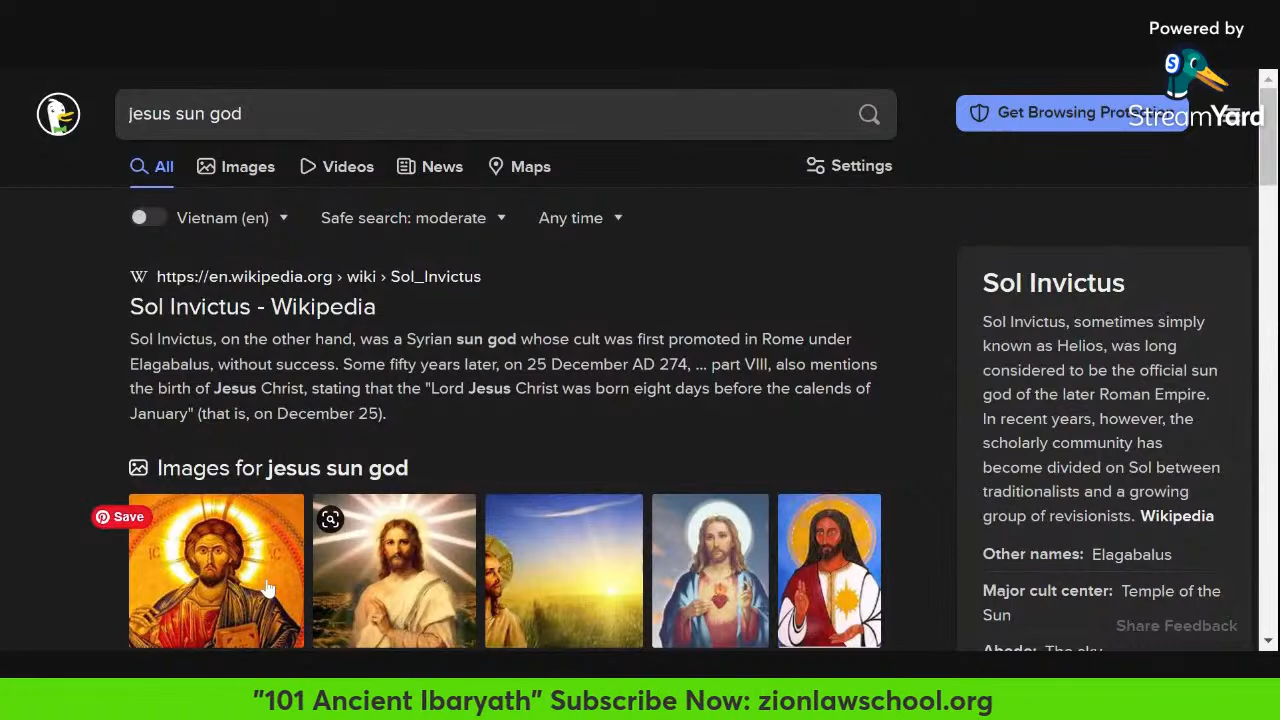 Powered by
S
StreamYard
jesus sun god
Get Browsing
All Images Videos News Maps Settings
Vietnam (en) Safe search: moderate Any time
W https://en.wikipedia.org › wiki › Sol_Invictus
Sol Invictus - Wikipedia
Sol Invictus, on the other hand, was a Syrian sun god whose cult was first promoted in Rome under
Elagabalus, without success. Some fifty years later, on 25 December AD 274, ... part VIII, also mentions
the birth of Jesus Christ, stating that the "Lord Jesus Christ was born eight days before the calends of
January" (that is, on December 25).
Images for jesus sun god
Save
Sol Invictus
Sol Invictus, sometimes simply
known as Helios, was long
considered to be the official sun
god of the later Roman Empire.
In recent years, however, the
scholarly community has
become divided on Sol between
traditionalists and a growing
group of revisionists. Wikipedia
Other names: Elagabalus
Major cult center: Temple of the
Sun
Share Feedback
"101 Ancient Ibaryath" Subscribe Now: zionlawschool.org